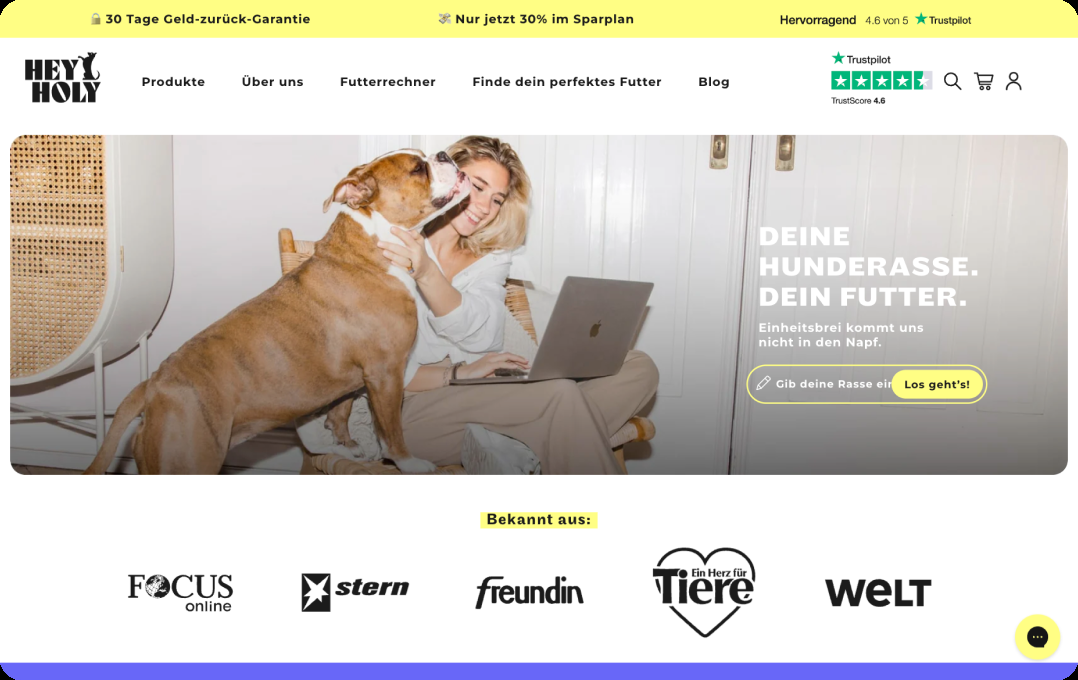 30 Tage Geld-zurück-Garantie
Nur jetzt 30% im Sparplan
Hervorragend 4.6 von 5 Trustpilot
HEY HOLY
Produkte
Über uns
Futterrechner
Finde dein perfektes Futter
Blog
Trustpilot
TrustScore 4.6
DEINE
HUNDERASSE.
DEIN FUTTER.
Einheitsbrei kommt uns
nicht in den Napf.
Gib deine Rasse ein
Los geht's!
Bekannt aus:
FOCUS
online
stern
freundin
Ein Herz für
Tiere
WELT